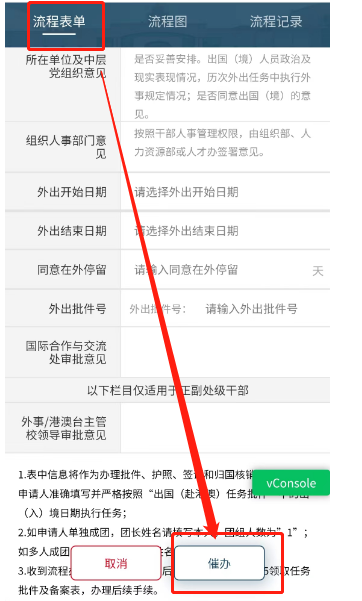 流程表单 流程图 流程记录
所在单位及中层
党组织意见
是否妥善安排。出国（境）人员政治及
现实表现情况，历次外出任务中执行外
事规定情况；是否同意出国（境）的意
见。
组织人事部门意
见
按照干部人事管理权限，由组织部、人
力资源部或人才办签署意见。
外出开始日期 请选择外出开始日期
外出结束日期 请选择外出结束日期
同意在外停留 请输入同意在外停留 天
外出批件号 外出批件号： 请输入外出批件号
国际合作与交流
处审批意见
以下栏目仅适用于正副处级干部
外事/港澳台主管
校领导审批意见
1.表中信息将作为办理批件、护照、签证和归国核销
申请人准确填写并严格按照“出国（赴港澳）任务批件”中的出
（入）境日期执行任务；
vConsole
2.如申请人单独成团，团长姓名请填写本人，团组人数为“1”；
如多人成团
3.收到流程 后 领取任务
批件及备案表，办理后续手续。
取消 催办